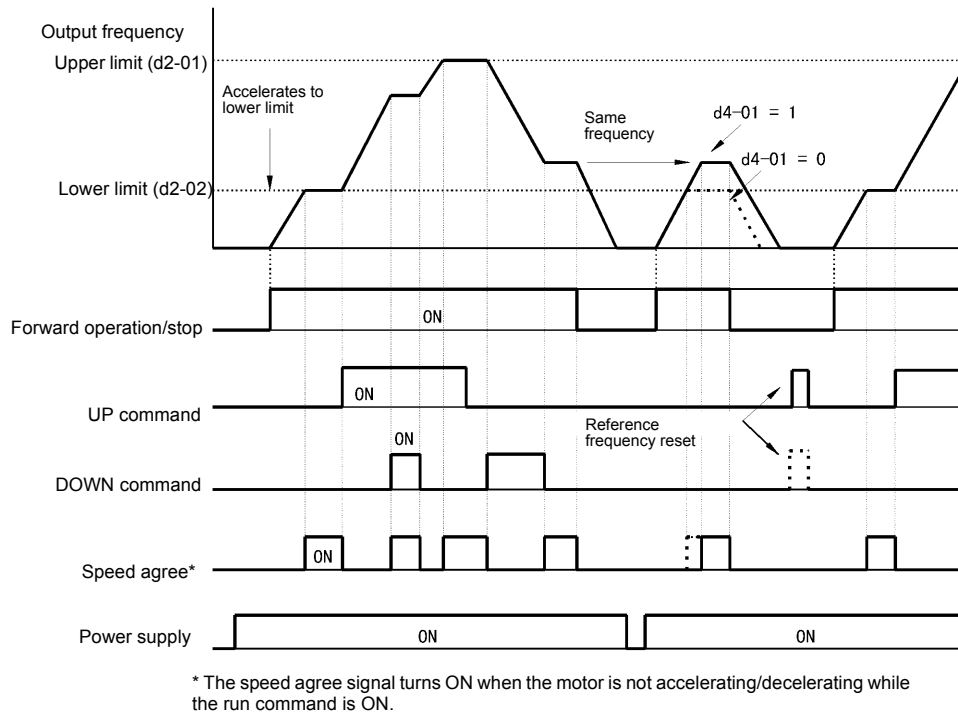 Output frequency
Upper limit (d2-01)
Accelerates to
lower limit
Same
frequency
d4-01 = 1
d4-01 = 0
Lower limit (d2-02)
Forward operation/stop
ON
UP command
ON
Reference
frequency reset
DOWN command
ON
Speed agree*
ON
Power supply
ON
ON
* The speed agree signal turns ON when the motor is not accelerating/decelerating while
the run command is ON.